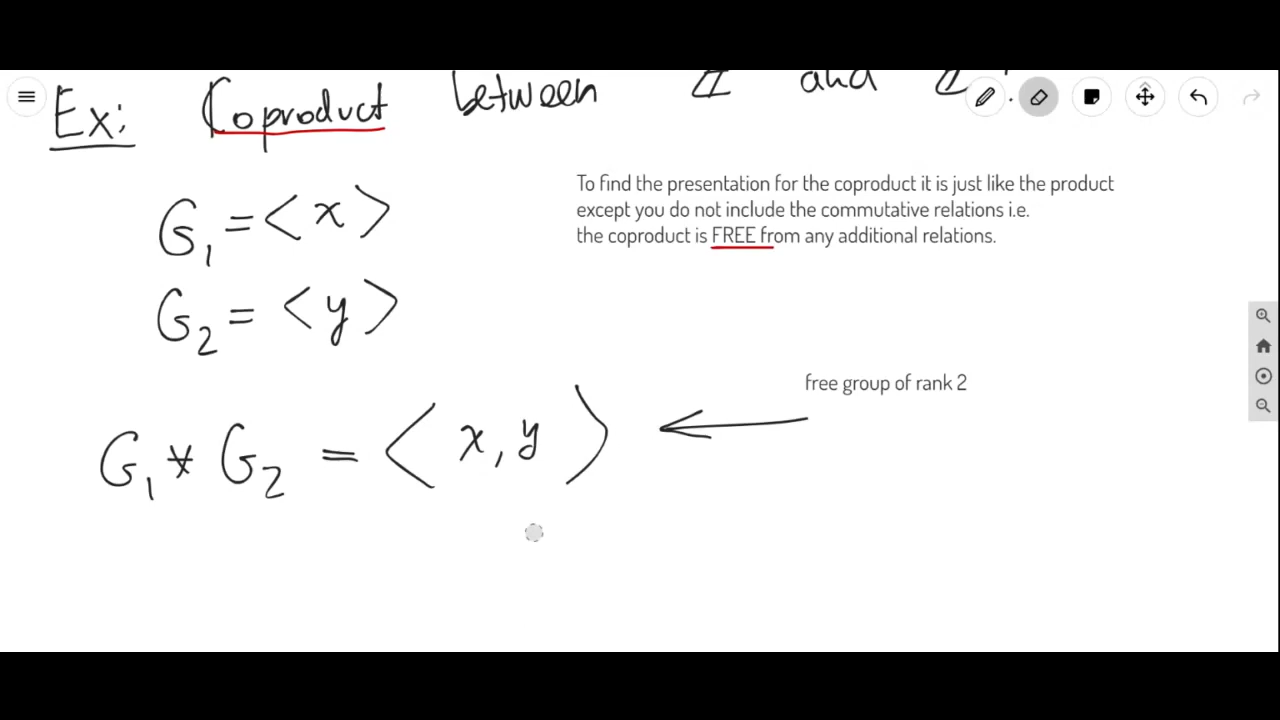 Ex: Coproduct between ℤ and ℤ.
To find the presentation for the coproduct it is just like the product
except you do not include the commutative relations i.e.
the coproduct is FREE from any additional relations.
G₁ = <x>
G₂ = <y>
free group of rank 2
G₁ * G₂ = <x, y>